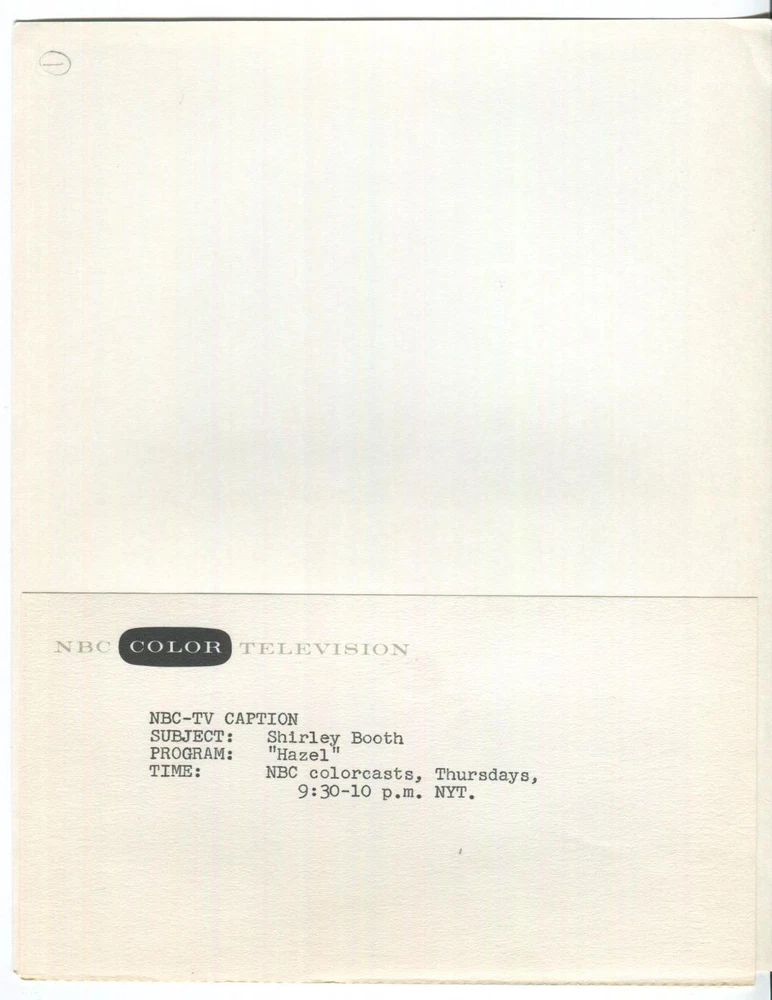 NBC COLOR TELEVISION
NBC-TV CAPTION
SUBJECT: Shirley Booth
PROGRAM: "Hazel"
TIME: NBC colorcasts, Thursdays,
9:30-10 p.m. NYT.